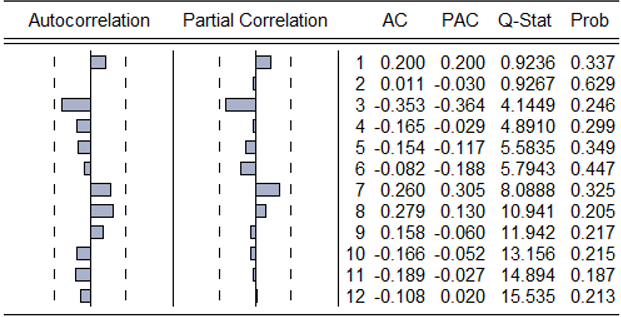 Autocorrelation Partial Correlation AC PAC Q-Stat Prob
1 0.200 0.200 0.9236 0.337
2 0.011 -0.030 0.9267 0.629
3 -0.353 -0.364 4.1449 0.246
4 -0.165 -0.029 4.8910 0.299
5 -0.154 -0.117 5.5835 0.349
6 -0.082 -0.188 5.7943 0.447
7 0.260 0.305 8.0888 0.325
8 0.279 0.130 10.941 0.205
9 0.158 -0.060 11.942 0.217
10 -0.166 -0.052 13.156 0.215
11 -0.189 -0.027 14.894 0.187
12 -0.108 0.020 15.535 0.213